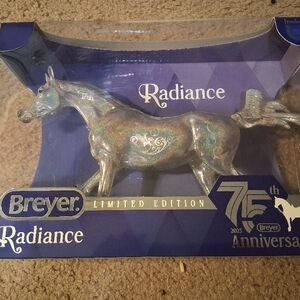 Radiance
Breyer
LIMITED EDITION
75th
2025
Breyer
Radiance
Anniversa